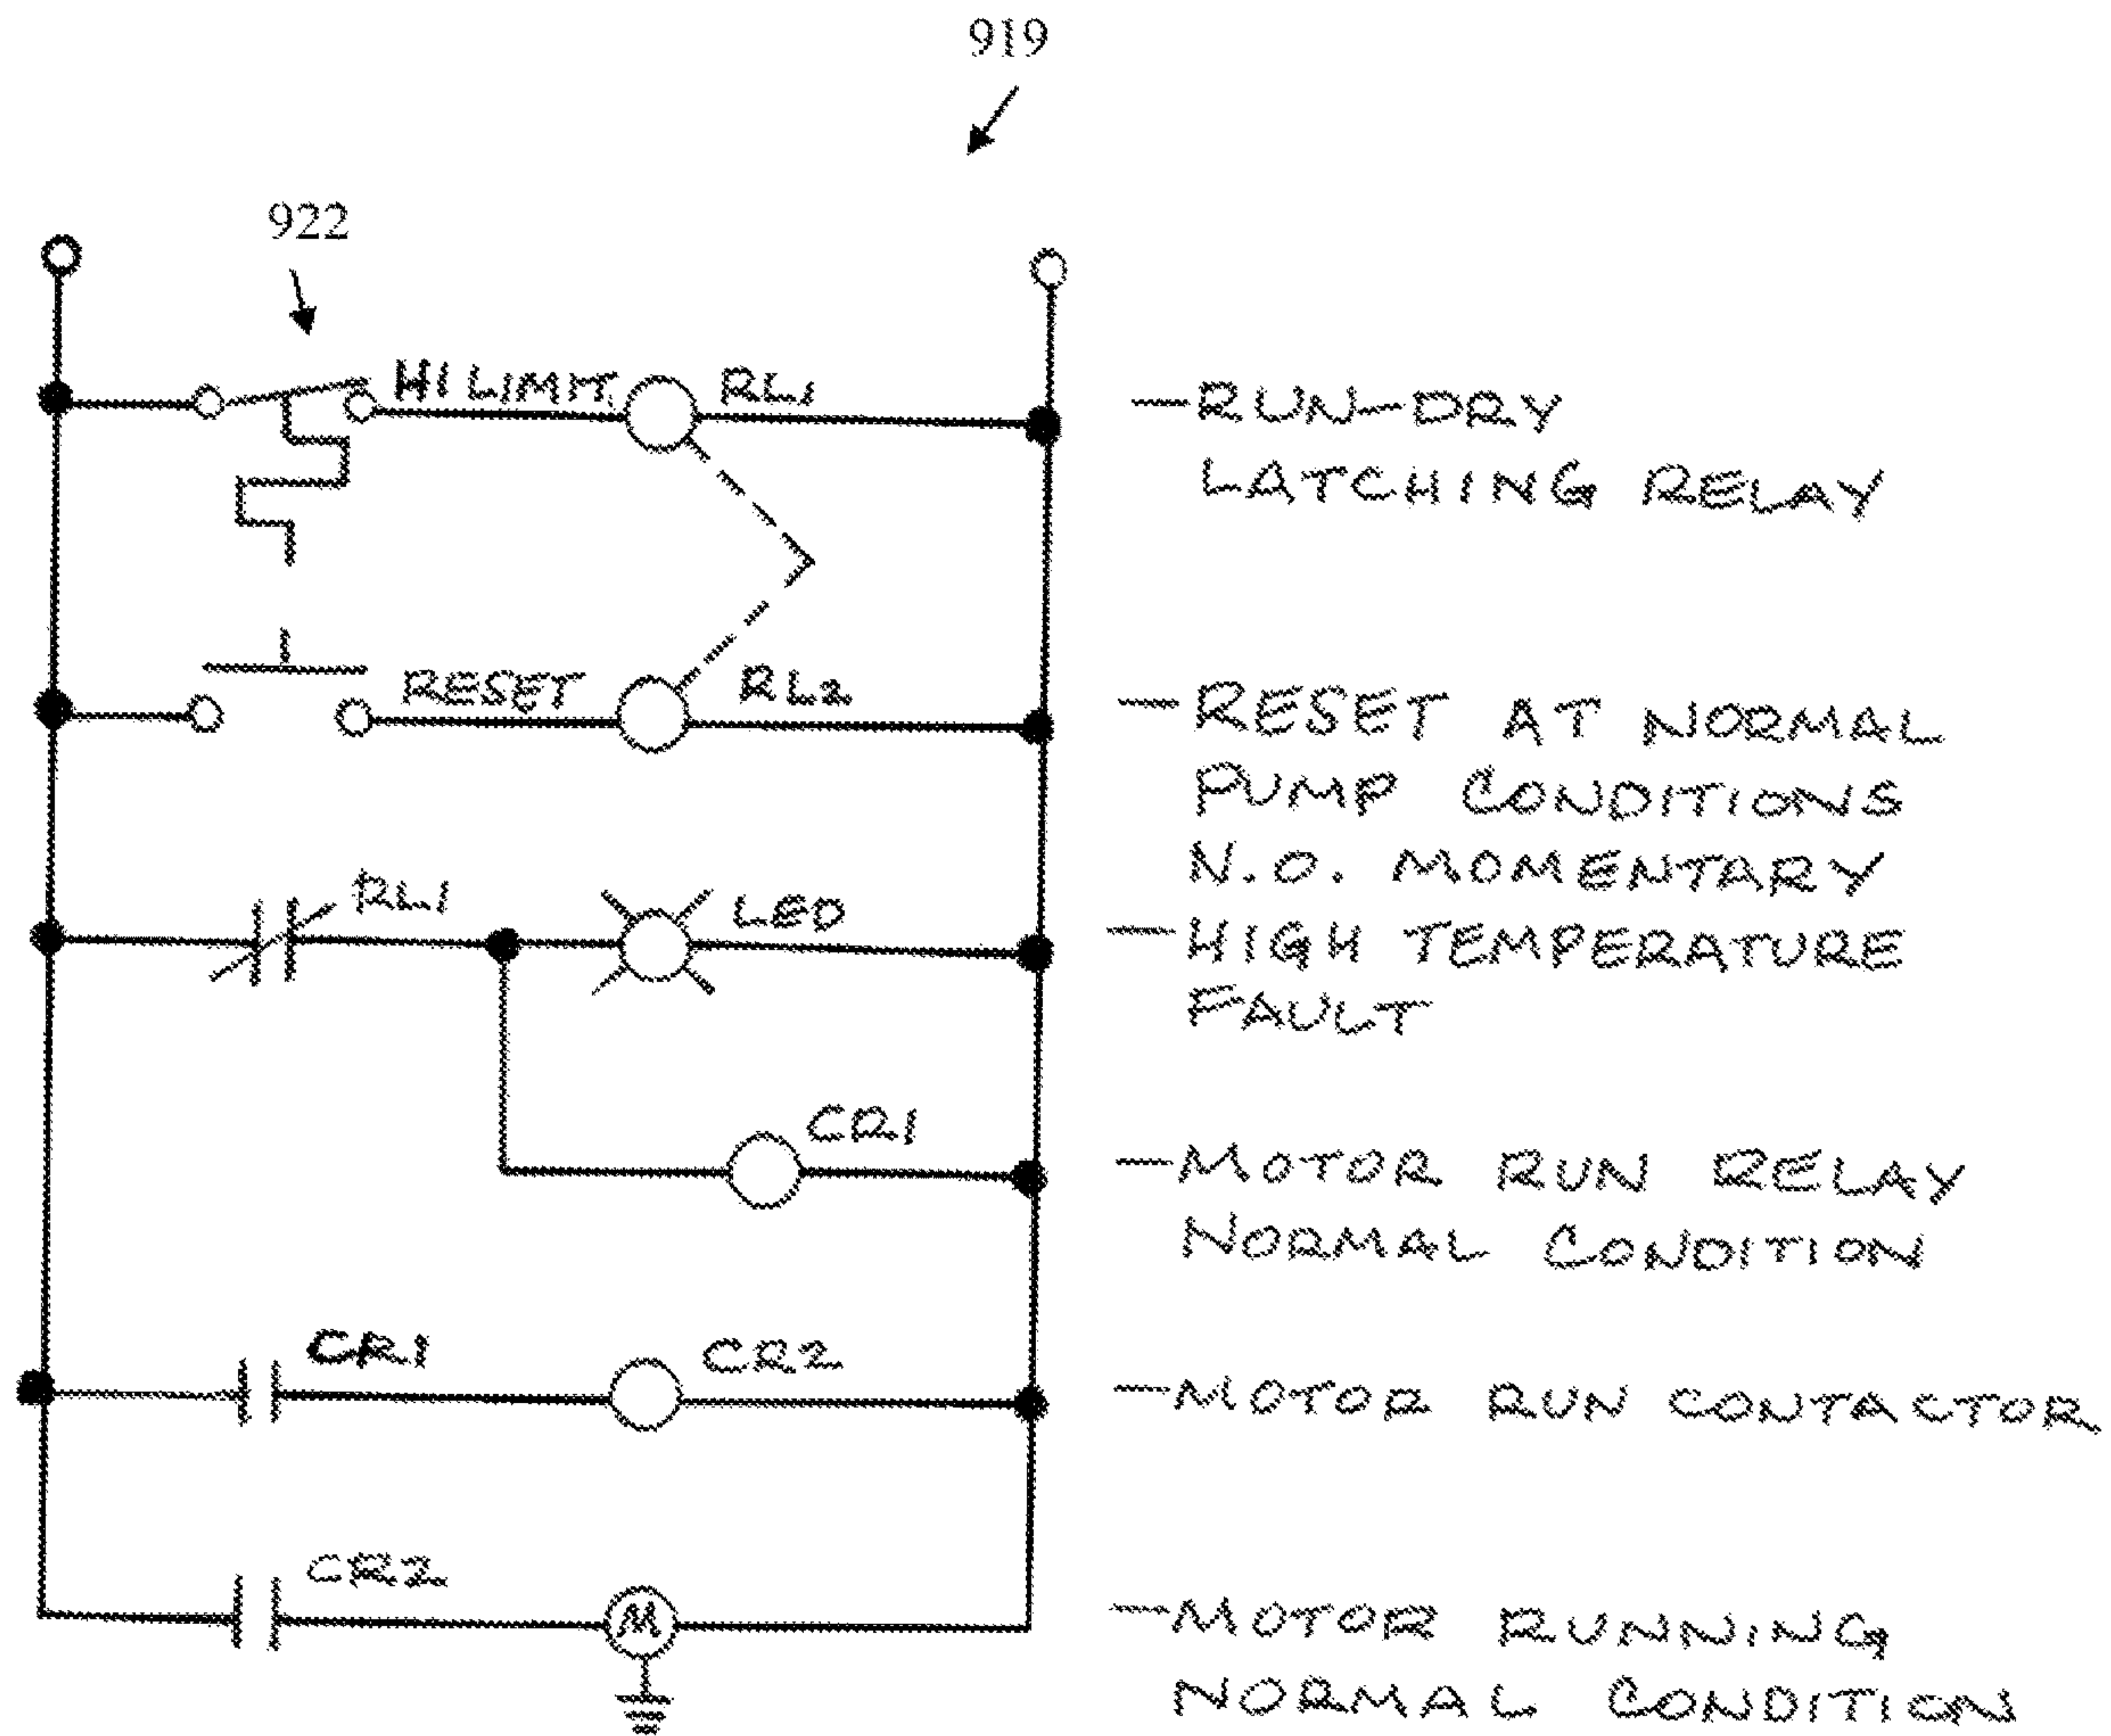 919
922
HI LIMIT RL1
—RUN-DRY
LATCHING RELAY
RESET RL2
—RESET AT NORMAL
PUMP CONDITIONS
N.O. MOMENTARY
RL1 LED
—HIGH TEMPERATURE
FAULT
CR1
—MOTOR RUN RELAY
NORMAL CONDITION
CR1 CR2
—MOTOR RUN CONTACTOR
CR2 M
—MOTOR RUNNING
NORMAL CONDITION